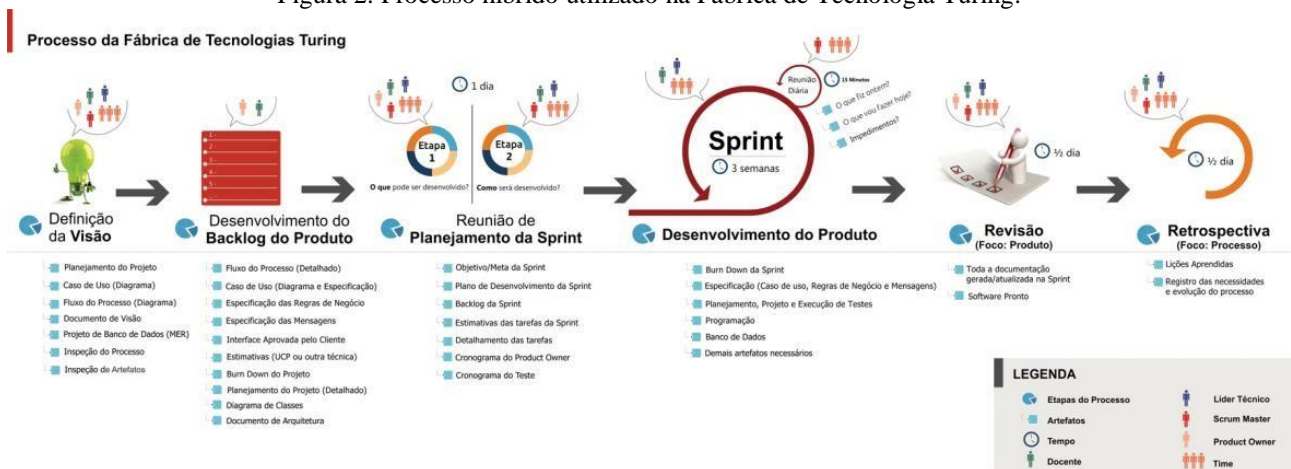 Figura 2. Processo híbrido utilizado na Fábrica de Tecnologia Turing.
Processo da Fábrica de Tecnologias Turing
1 -
2 -
3 -
4 -
5 -
1 dia
Etapa
1
Etapa
2
O que pode ser desenvolvido?
Como será desenvolvido?
Sprint
3 semanas
Reunião
Diária
15 Minutos
O que fiz ontem?
O que vou fazer hoje?
Impedimentos?
½ dia
½ dia
Definição
da Visão
Planejamento do Projeto
Caso de Uso (Diagrama)
Fluxo do Processo (Diagrama)
Documento de Visão
Projeto de Banco de Dados (MER)
Inspeção do Processo
Inspeção de Artefatos
Desenvolvimento do
Backlog do Produto
Fluxo do Processo (Detalhado)
Caso de Uso (Diagrama e Especificação)
Especificação das Regras de Negócio
Especificação das Mensagens
Interface Aprovada pelo Cliente
Estimativas (UCP ou outra técnica)
Burn Down do Projeto
Planejamento do Projeto (Detalhado)
Diagrama de Classes
Documento de Arquitetura
Reunião de
Planejamento da Sprint
Objetivo/Meta da Sprint
Plano de Desenvolvimento da Sprint
Backlog da Sprint
Estimativas das tarefas da Sprint
Detalhamento das tarefas
Cronograma do Product Owner
Cronograma do Teste
Desenvolvimento do Produto
Burn Down da Sprint
Especificação (Caso de uso, Regras de Negócio e Mensagens)
Planejamento, Projeto e Execução de Testes
Programação
Banco de Dados
Demais artefatos necessários
Revisão
(Foco: Produto)
Toda a documentação
gerada/atualizada na Sprint
Software Pronto
Retrospectiva
(Foco: Processo)
Lições Aprendidas
Registro das necessidades
e evolução do processo
LEGENDA
Etapas do Processo
Artefatos
Tempo
Docente
Líder Técnico
Scrum Master
Product Owner
Time